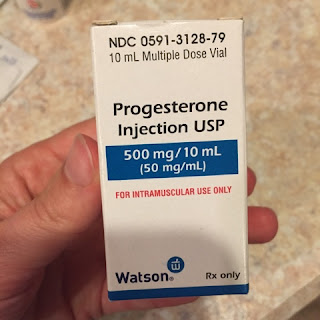 NDC 0591-3128-79
10 mL Multiple Dose Vial
Progesterone
Injection USP
500 mg/10 mL
(50 mg/mL)
FOR INTRAMUSCULAR USE ONLY
Watson®
Rx only